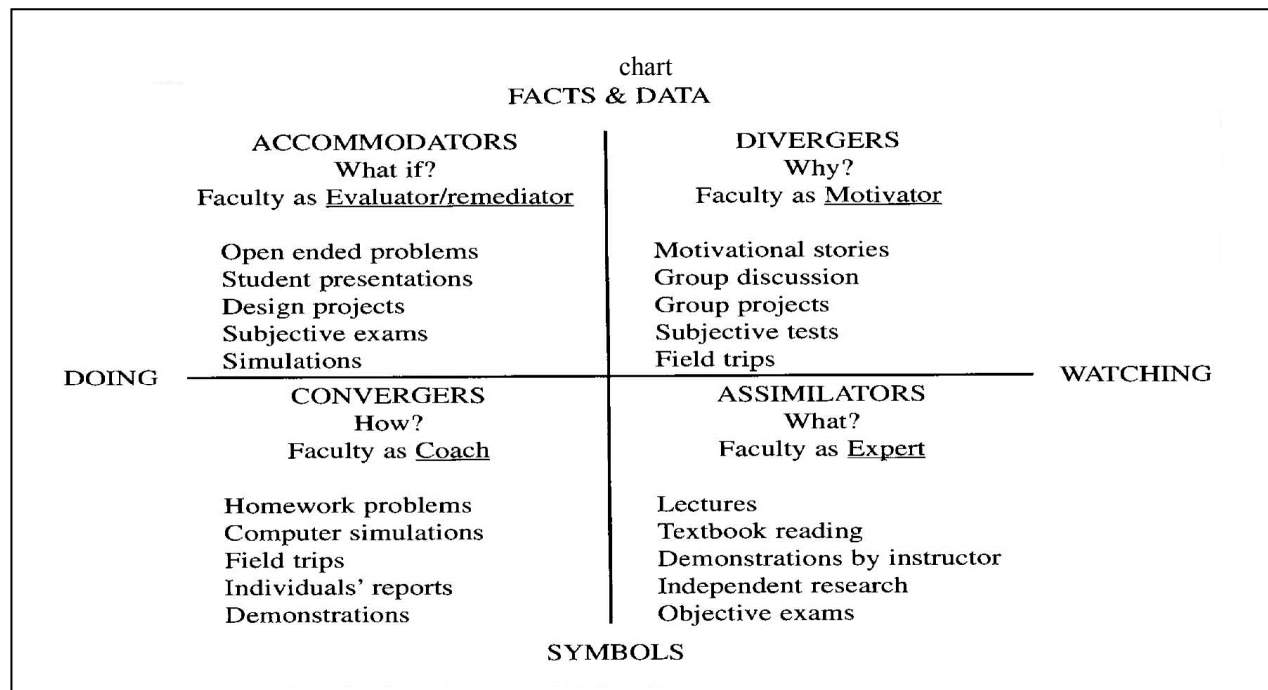 chart
FACTS & DATA
ACCOMMODATORS
What if?
Faculty as Evaluator/remediator
Open ended problems
Student presentations
Design projects
Subjective exams
Simulations
DIVERGERS
Why?
Faculty as Motivator
Motivational stories
Group discussion
Group projects
Subjective tests
Field trips
DOING
WATCHING
CONVERGERS
How?
Faculty as Coach
Homework problems
Computer simulations
Field trips
Individuals' reports
Demonstrations
ASSIMILATORS
What?
Faculty as Expert
Lectures
Textbook reading
Demonstrations by instructor
Independent research
Objective exams
SYMBOLS